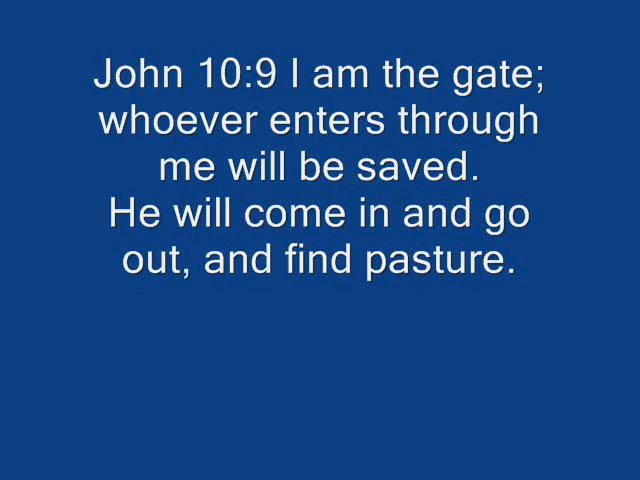 John 10:9 I am the gate;
whoever enters through
me will be saved.
He will come in and go
out, and find pasture.